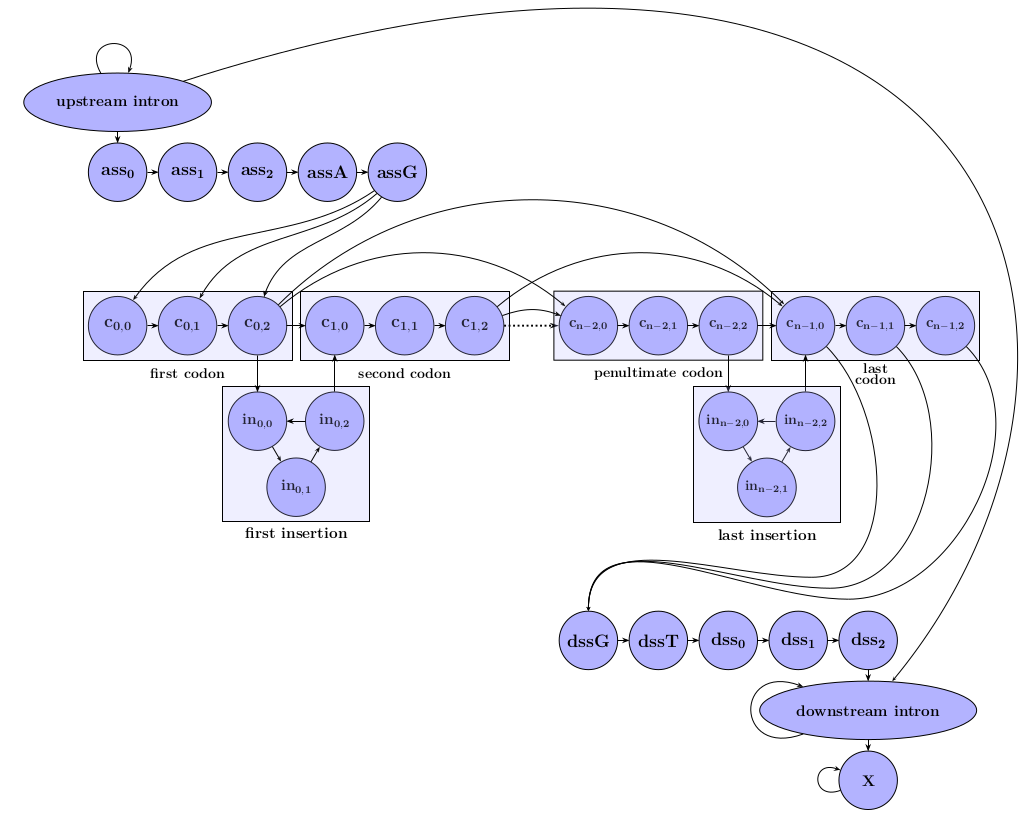 upstream intron
ass₀ ass₁ ass₂ assA assG
c₀,₀ c₀,₁ c₀,₂ c₁,₀ c₁,₁ c₁,₂ cₙ₋₂,₀ cₙ₋₂,₁ cₙ₋₂,₂ cₙ₋₁,₀ cₙ₋₁,₁ cₙ₋₁,₂
first codon second codon penultimate codon last
codon
in₀,₀ in₀,₂ inₙ₋₂,₀ inₙ₋₂,₂
in₀,₁ inₙ₋₂,₁
first insertion last insertion
dssG dssT dss₀ dss₁ dss₂
downstream intron
X